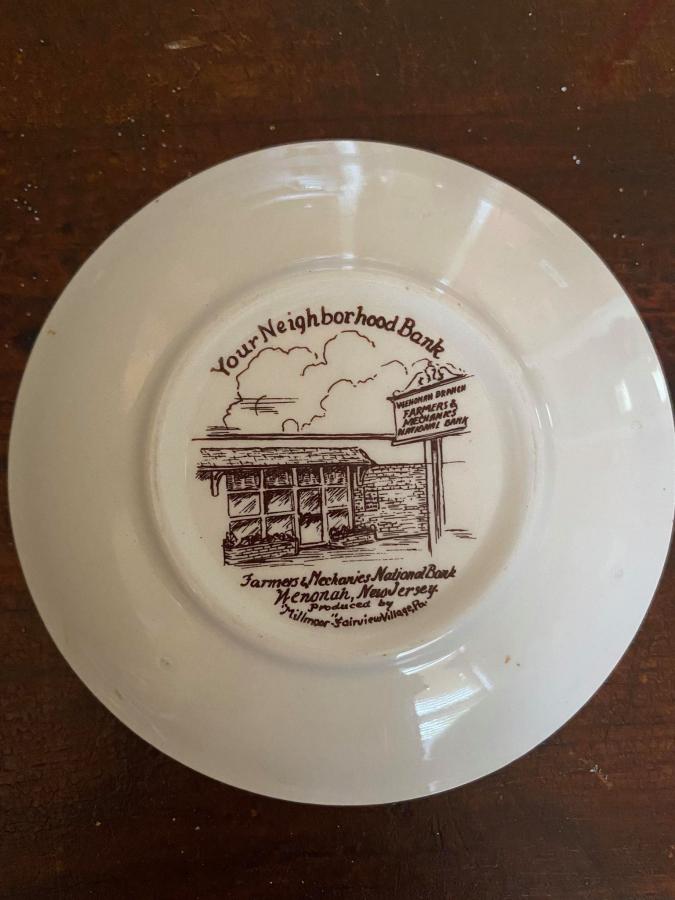 Your Neighborhood Bank
WENONAH BRANCH
FARMERS &
MECHANICS
NATIONAL BANK
Farmers & Mechanics National Bank
Wenonah, New Jersey.
Produced by
"Millmoor" Fairview Village, Pa.